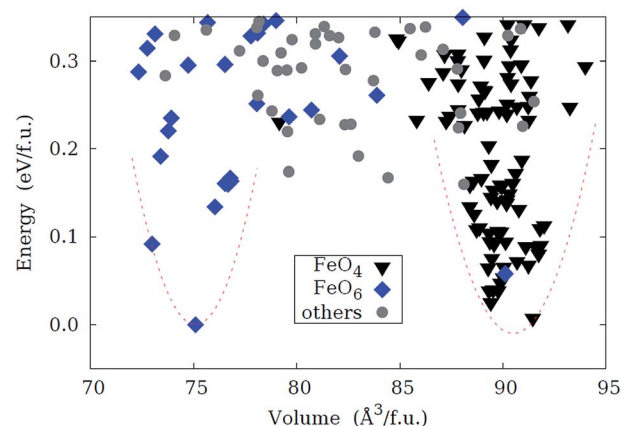 Energy (eV/f.u.)
0.3
0.2
0.1
0.0
FeO₄
FeO₆
others
70 75 80 85 90 95
Volume (Å³/f.u.)